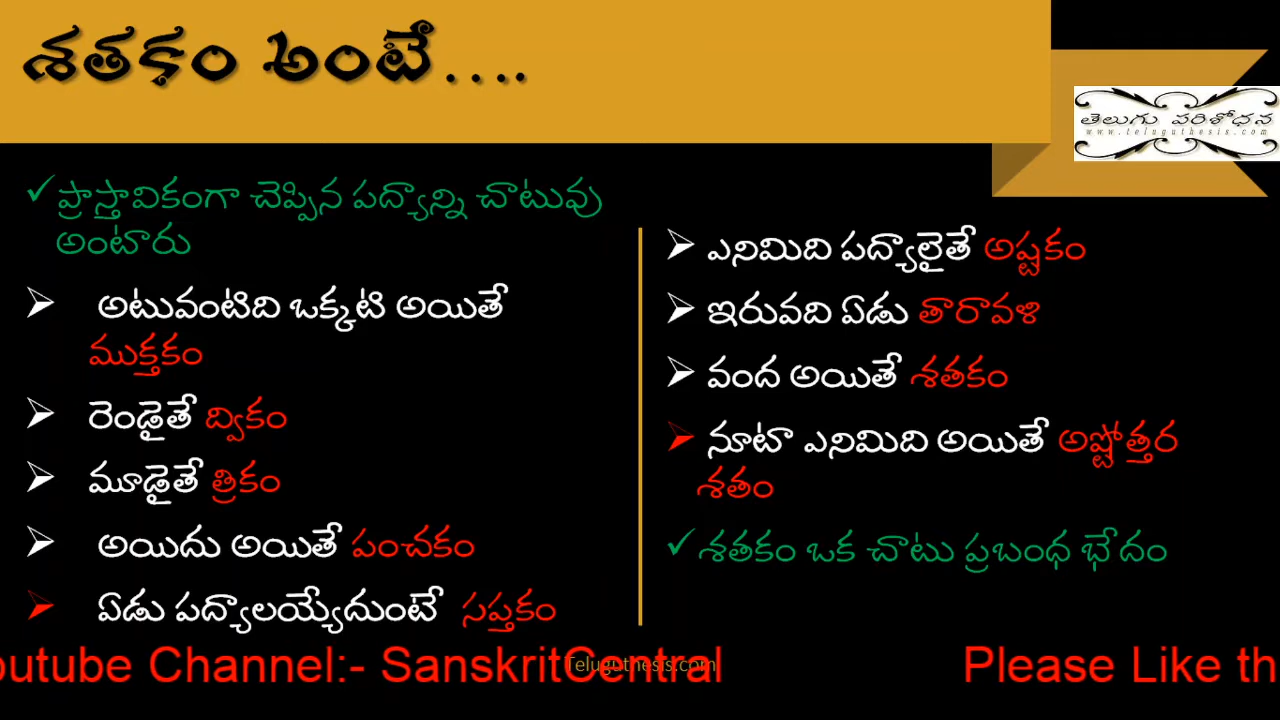 శతకం అంటే....
తెలుగు పరిశోధన
www.teluguthesis.com
ప్రాస్తావికంగా చెప్పిన పద్యాన్ని చాటువు
అంటారు
అటువంటిది ఒక్కటి అయితే
ముక్తకం
రెండైతే ద్వికం
మూడైతే త్రికం
అయిదు అయితే పంచకం
ఏడు పద్యాలయ్యేదుంటే సప్తకం
ఎనిమిది పద్యాలైతే అష్టకం
ఇరువది ఏడు తారావళి
వంద అయితే శతకం
నూటా ఎనిమిది అయితే అష్టోత్తర
శతం
శతకం ఒక చాటు ప్రబంధ భేదం
Teluguthesis.com
outube Channel:- SanskritCentral Please Like th